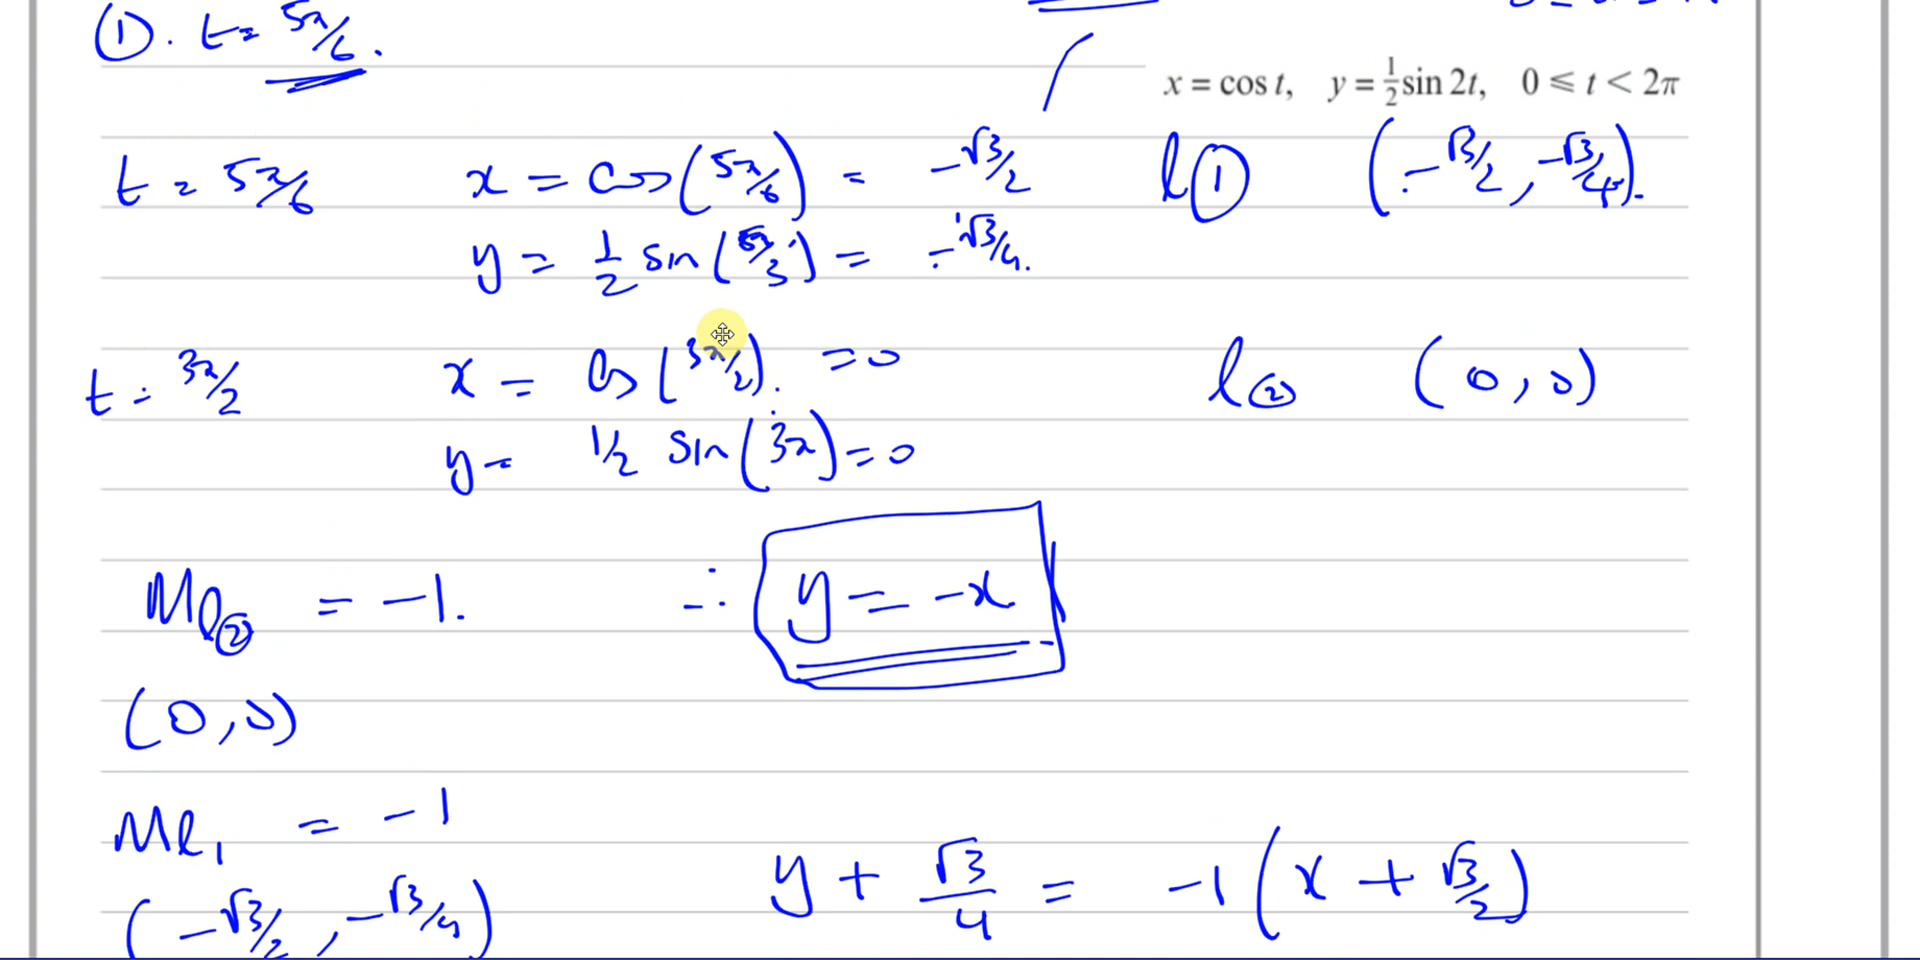 ①. t = 5π/6.
x = cos t, y = 1/2 sin 2t, 0 ⩽ t < 2π
t = 5π/6 x = cos(5π/6) = -√3/2 l① (-√3/2, -√3/4).
y = 1/2 sin(5π/3) = -√3/4.
t = 3π/2 x = cos(3π/2). = 0 l② (0,0)
y = 1/2 sin(3π) = 0
Ml② = -1. ∴ y = -x
(0,0)
Ml1 = -1
y + √3/4 = -1(x + √3/2)
(-√3/2, -√3/4)